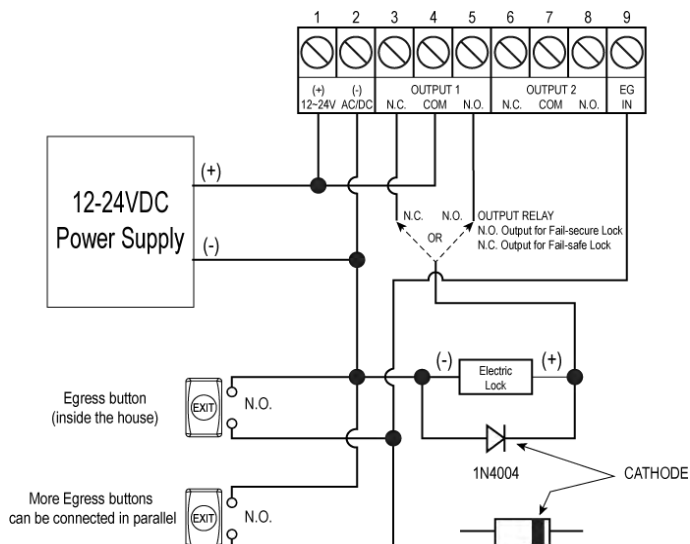 1 2 3 4 5 6 7 8 9
(+) (-) OUTPUT 1 OUTPUT 2 EG
12~24V AC/DC N.C. COM N.O. N.C. COM N.O. IN
12-24VDC
Power Supply
(+)
(-)
N.C. N.O. OUTPUT RELAY
OR
N.O. Output for Fail-secure Lock
N.C. Output for Fail-safe Lock
(-) Electric
Lock (+)
Egress button
(inside the house)
EXIT
N.O.
1N4004
CATHODE
More Egress buttons
can be connected in parallel
EXIT
N.O.